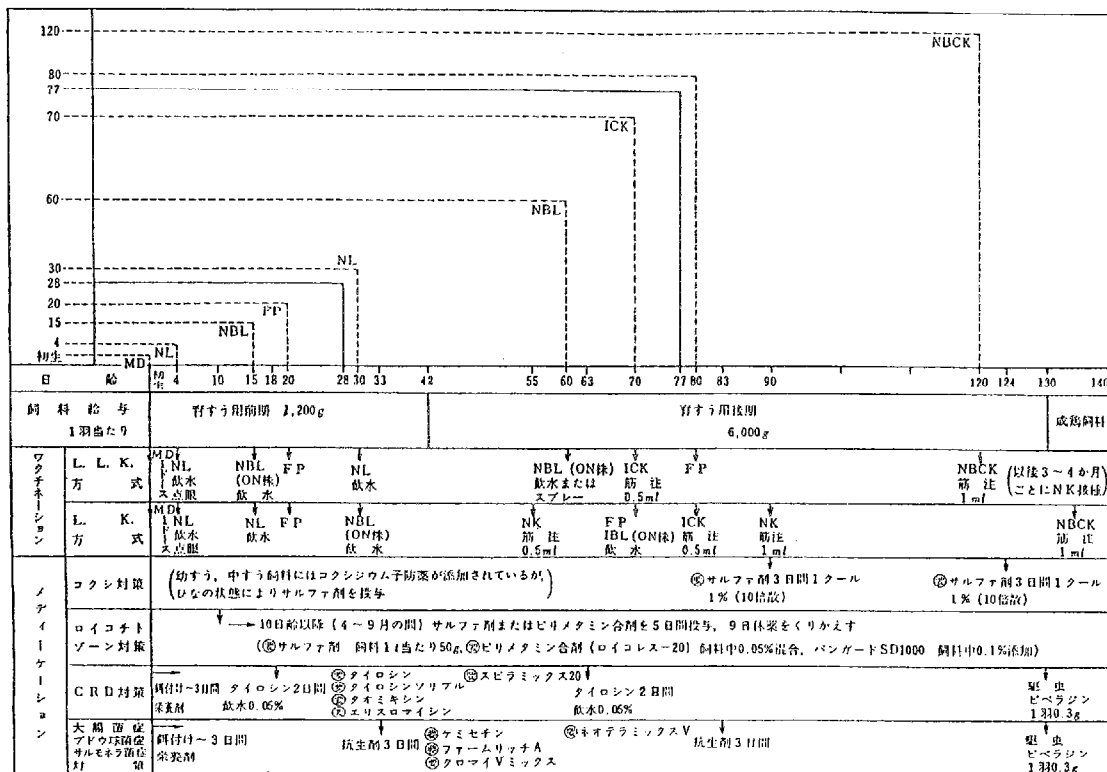 120
NBCK
80
77
70
ICK
60
NBL
30
NL
28
20
FP
15
NBL
4
NL
初生
MD
日 齢 初生 4 10 15 18 20 28 30 33 42 55 60 63 70 77 80 83 90 120 124 130 140
飼料給与 育すう用前期 1,200g 育すう用後期 成鶏飼料
1羽当たり 6,000g
ワクチネーション
L. L. K. 方式
MD NL 飲水 点眼
NBL (ON株) 飲水
FP
NL 飲水
NBL (ON株) 飲水または スプレー
ICK 筋注 0.5ml
FP
NBCK 筋注 1ml
(以後3~4か月ごとにNK接種)
L. K. 方式
MD NL 飲水 点眼
NL 飲水
FP
NBL (ON株) 飲水
NK 筋注 0.5ml
FP
IBL(ON株) 飲水
ICK 筋注 0.5ml
NK 筋注 1ml
NBCK 筋注 1ml
メディーケーション
コクシ対策
(幼すう、中すう飼料にはコクシジウム予防薬が添加されているが、
ひなの状態によりサルファ剤を投与)
サルファ剤3日間1クール
1%(10倍散)
サルファ剤3日間1クール
1%(10倍散)
ロイコチトゾーン対策
10日齢以降(4~9月の間)サルファ剤またはピリメタミン合剤を5日間投与,9日休薬をくりかえす
サルファ剤 飼料1t当たり50g, ピリメタミン合剤(ロイコレス-20)飼料中0.05%混合,バンガードSD1000 飼料中0.1%添加)
CRD対策
餌付け~3日間 栄養剤
タイロシン2日間
飲水0.05%
タイロシン
タイロシンソリブル
タオミキシン
エリスロマイシン
スピラミックス20
タイロシン2日間
飲水0.05%
駆虫
ピペラジン
1羽0.3g
大腸菌症
ブドウ球菌症
サルモネラ菌症
対策
餌付け~3日間
栄養剤
抗生剤3日間
ケミセチン
ファームリッチA
クロマイVミックス
ネオテラミックスV
抗生剤3日間
駆虫
ピペラジン
1羽0.3g